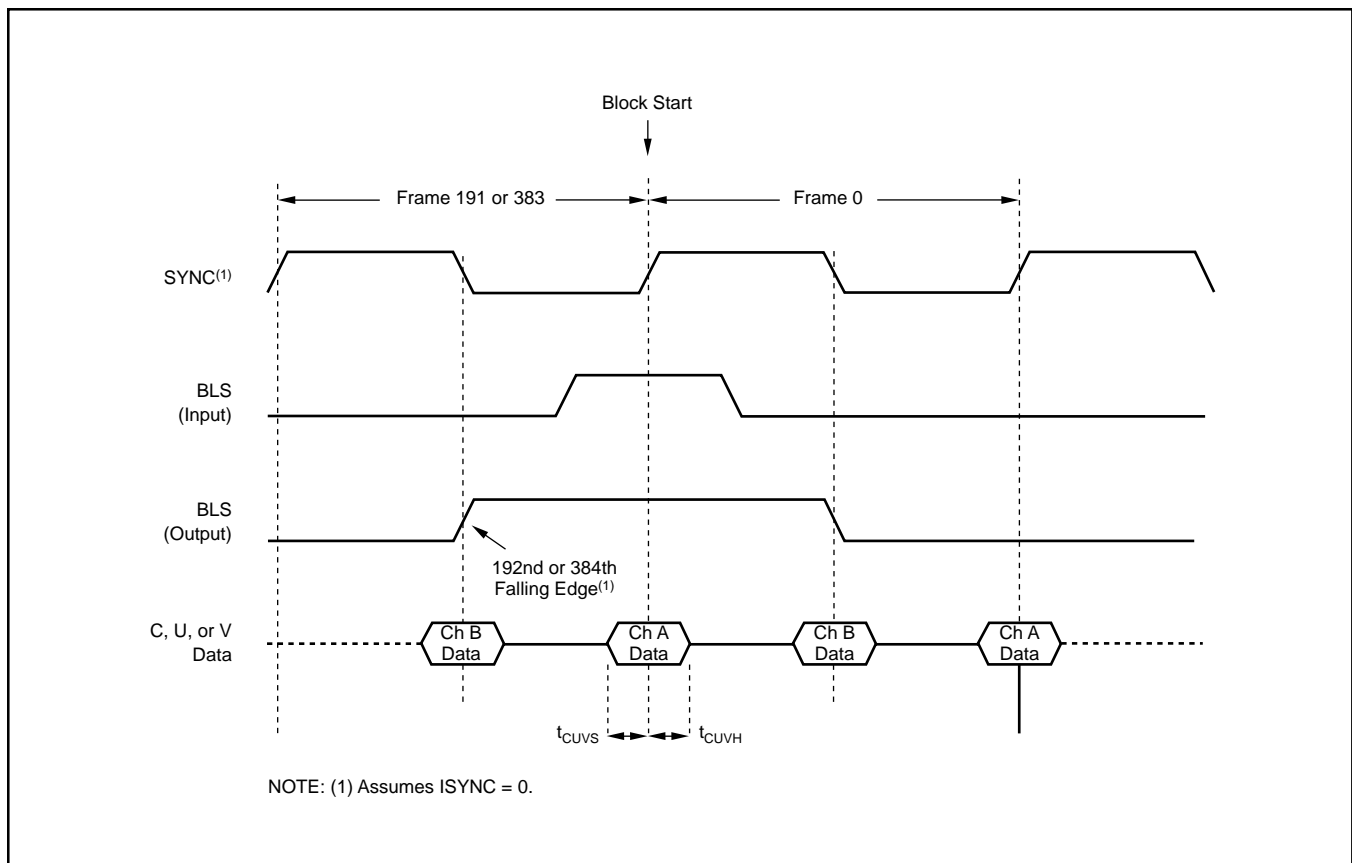 Block Start
Frame 191 or 383
Frame 0
SYNC(1)
BLS
(Input)
BLS
(Output)
192nd or 384th
Falling Edge(1)
C, U, or V
Data
Ch B
Data
Ch A
Data
Ch B
Data
Ch A
Data
tCUVS
tCUVH
NOTE: (1) Assumes ISYNC = 0.